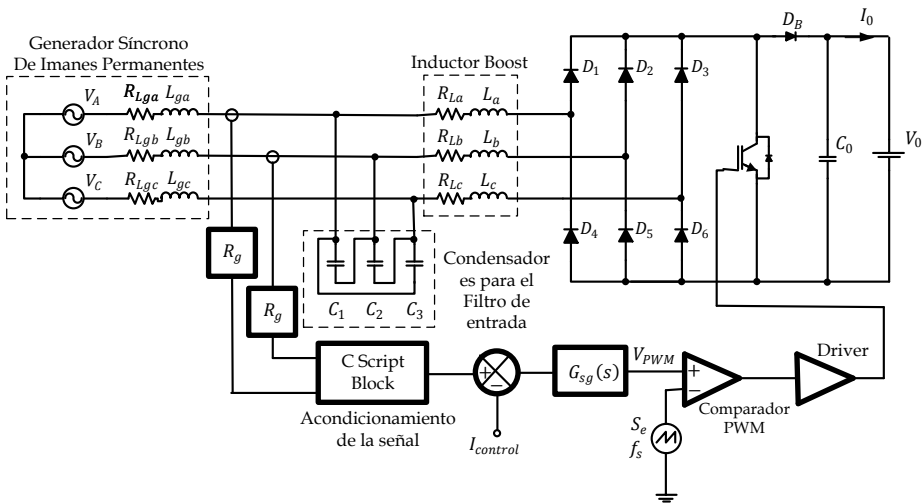 Generador Síncrono
De Imanes Permanentes
V_A
R_Lga
L_ga
V_B
R_Lgb
L_gb
V_C
R_Lgc
L_gc
Inductor Boost
R_La
L_a
R_Lb
L_b
R_Lc
L_c
D_1
D_2
D_3
D_4
D_5
D_6
D_B
I_0
C_0
V_0
R_g
R_g
C_1
C_2
C_3
Condensador
es para el
Filtro de
entrada
C Script
Block
Acondicionamiento
de la señal
+
−
I_control
G_sg(s)
V_PWM
+
−
Comparador
PWM
Driver
S_e
f_s